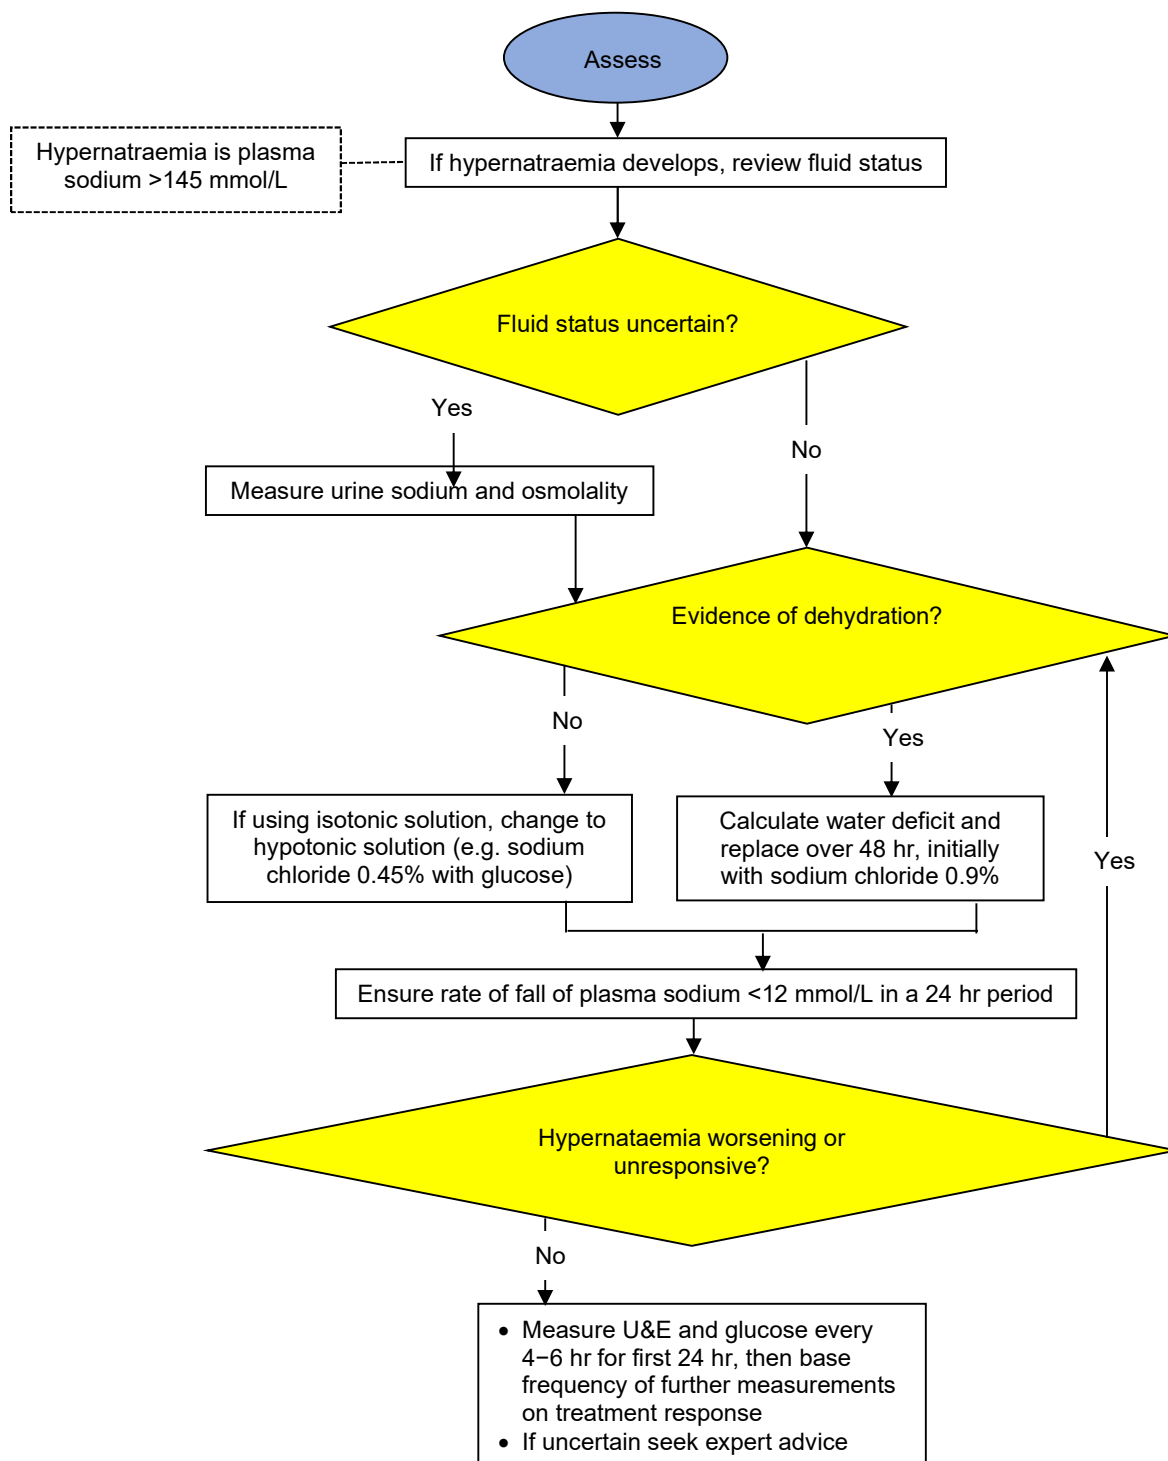 Assess
Hypernatraemia is plasma
sodium >145 mmol/L
If hypernatraemia develops, review fluid status
Fluid status uncertain?
Yes
No
Measure urine sodium and osmolality
Evidence of dehydration?
No
Yes
If using isotonic solution, change to
hypotonic solution (e.g. sodium
chloride 0.45% with glucose)
Calculate water deficit and
replace over 48 hr, initially
with sodium chloride 0.9%
Yes
Ensure rate of fall of plasma sodium <12 mmol/L in a 24 hr period
Hypernataemia worsening or
unresponsive?
No
• Measure U&E and glucose every
4−6 hr for first 24 hr, then base
frequency of further measurements
on treatment response
• If uncertain seek expert advice